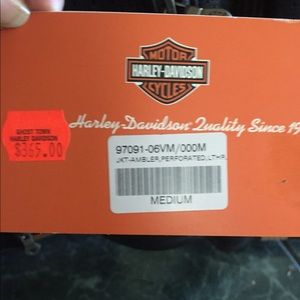 MOTOR
HARLEY-DAVIDSON
CYCLES
Harley-Davidson Quality Since 19
GHOST TOWN
HARLEY DAVIDSON
$365.00
97091-06VM/000M
JKT-AMBLER,PERFORATED,LTHR,
MEDIUM